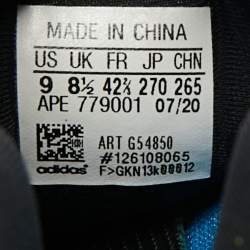 MADE IN CHINA
US UK FR JP CHN
9 8½ 42⅔ 270 265
APE 779001 07/20
ART G54850
#126108065
adidas F>GKN13k00012